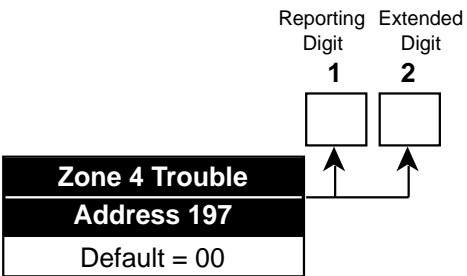 Reporting Extended
Digit Digit
1 2
Zone 4 Trouble
Address 197
Default = 00